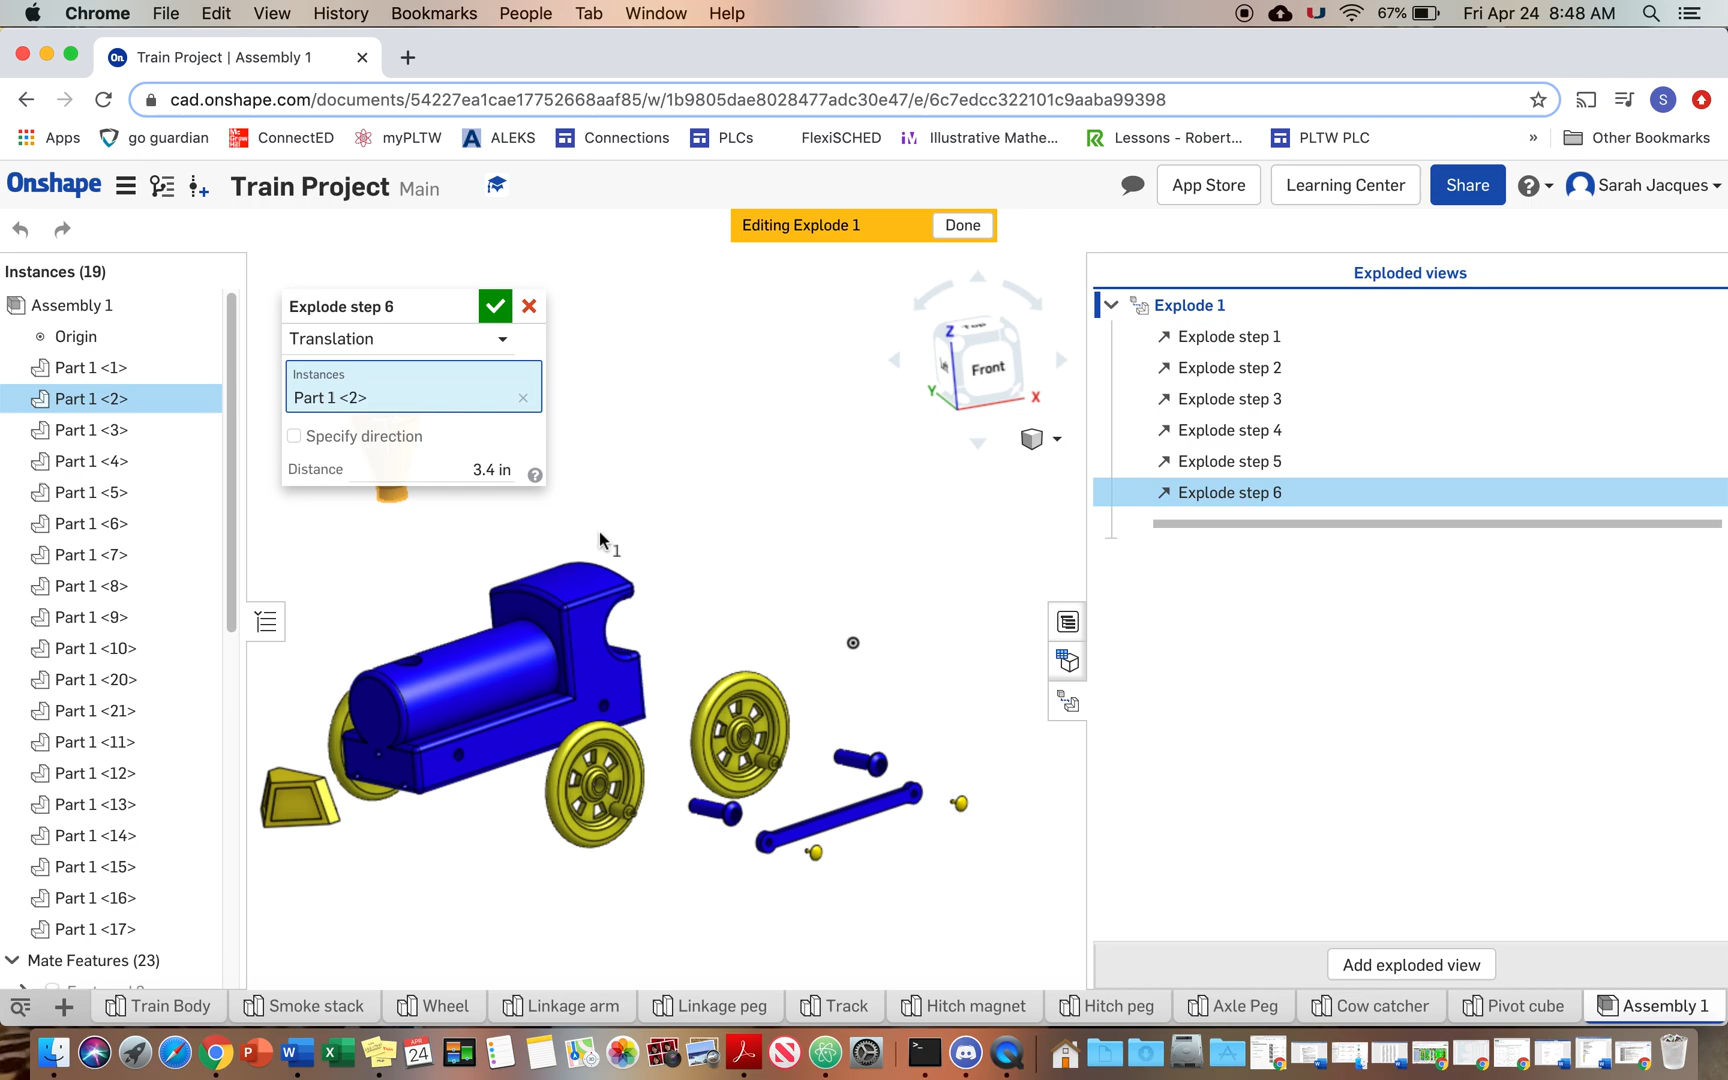 Chrome File Edit View History Bookmarks People Tab Window Help 67% Fri Apr 24 8:48 AM
On Train Project | Assembly 1
cad.onshape.com/documents/54227ea1cae17752668aaf85/w/1b9805dae8028477adc30e47/e/6c7edcc322101c9aaba99398 S
Apps go guardian ConnectED myPLTW ALEKS Connections PLCs FlexiSCHED Illustrative Mathe... Lessons - Robert... PLTW PLC » Other Bookmarks
Onshape Train Project Main App Store Learning Center Share Sarah Jacques
Editing Explode 1 Done
Instances (19)
Assembly 1
Origin
Part 1 <1>
Part 1 <2>
Part 1 <3>
Part 1 <4>
Part 1 <5>
Part 1 <6>
Part 1 <7>
Part 1 <8>
Part 1 <9>
Part 1 <10>
Part 1 <20>
Part 1 <21>
Part 1 <11>
Part 1 <12>
Part 1 <13>
Part 1 <14>
Part 1 <15>
Part 1 <16>
Part 1 <17>
Mate Features (23)
Explode step 6
Translation
Instances
Part 1 <2>
Specify direction
Distance 3.4 in
1
Top
Z
Left Front
Y X
Exploded views
Explode 1
Explode step 1
Explode step 2
Explode step 3
Explode step 4
Explode step 5
Explode step 6
Add exploded view
Train Body Smoke stack Wheel Linkage arm Linkage peg Track Hitch magnet Hitch peg Axle Peg Cow catcher Pivot cube Assembly 1
APR
24